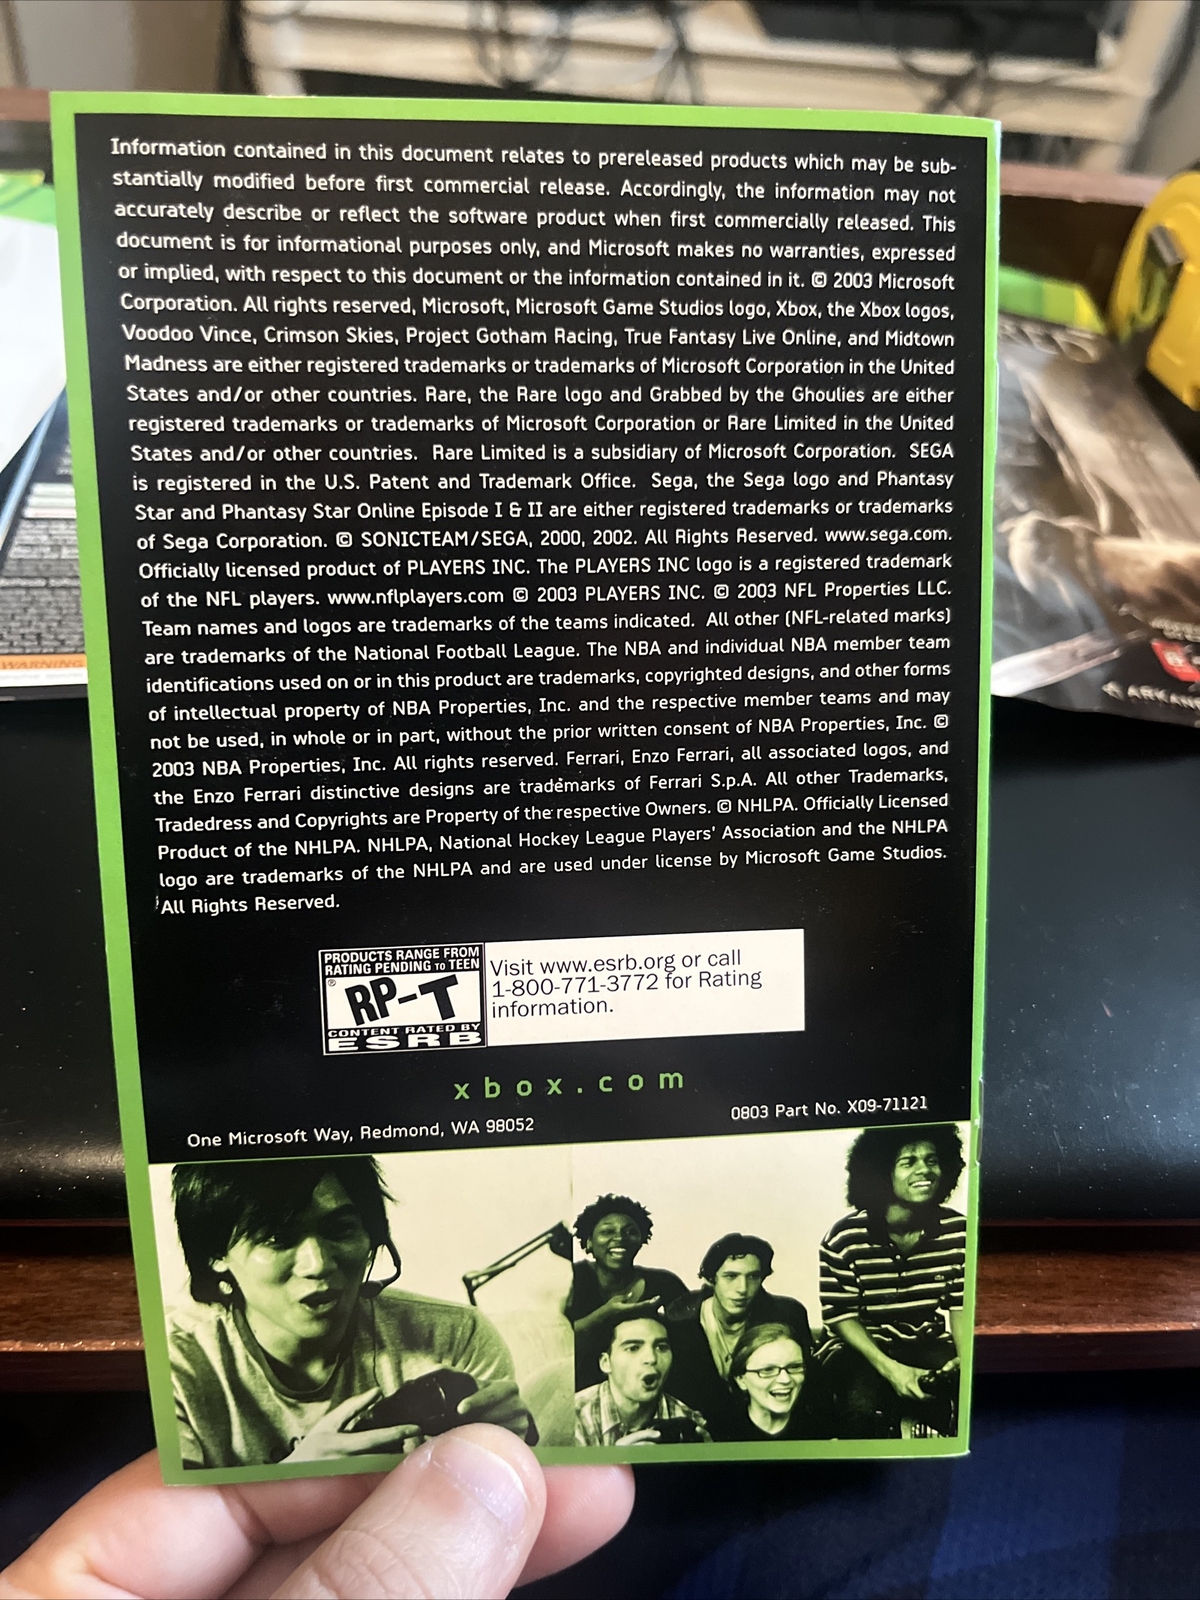 Information contained in this document relates to prereleased products which may be sub-
stantially modified before first commercial release. Accordingly, the information may not
accurately describe or reflect the software product when first commercially released. This
document is for informational purposes only, and Microsoft makes no warranties, expressed
or implied, with respect to this document or the information contained in it. © 2003 Microsoft
Corporation. All rights reserved, Microsoft, Microsoft Game Studios logo, Xbox, the Xbox logos,
Voodoo Vince, Crimson Skies, Project Gotham Racing, True Fantasy Live Online, and Midtown
Madness are either registered trademarks or trademarks of Microsoft Corporation in the United
States and/or other countries. Rare, the Rare logo and Grabbed by the Ghoulies are either
registered trademarks or trademarks of Microsoft Corporation or Rare Limited in the United
States and/or other countries. Rare Limited is a subsidiary of Microsoft Corporation. SEGA
is registered in the U.S. Patent and Trademark Office. Sega, the Sega logo and Phantasy
Star and Phantasy Star Online Episode I & II are either registered trademarks or trademarks
of Sega Corporation. © SONICTEAM/SEGA, 2000, 2002. All Rights Reserved. www.sega.com.
Officially licensed product of PLAYERS INC. The PLAYERS INC logo is a registered trademark
of the NFL players. www.nflplayers.com © 2003 PLAYERS INC. © 2003 NFL Properties LLC.
Team names and logos are trademarks of the teams indicated. All other (NFL-related marks)
are trademarks of the National Football League. The NBA and individual NBA member team
identifications used on or in this product are trademarks, copyrighted designs, and other forms
of intellectual property of NBA Properties, Inc. and the respective member teams and may
not be used, in whole or in part, without the prior written consent of NBA Properties, Inc. ©
2003 NBA Properties, Inc. All rights reserved. Ferrari, Enzo Ferrari, all associated logos, and
the Enzo Ferrari distinctive designs are trademarks of Ferrari S.p.A. All other Trademarks,
Tradedress and Copyrights are Property of the respective Owners. © NHLPA. Officially Licensed
Product of the NHLPA. NHLPA, National Hockey League Players' Association and the NHLPA
logo are trademarks of the NHLPA and are used under license by Microsoft Game Studios.
All Rights Reserved.
PRODUCTS RANGE FROM
RATING PENDING TO TEEN
RP-T
®
CONTENT RATED BY
ESRB
Visit www.esrb.org or call
1-800-771-3772 for Rating
information.
xbox.com
One Microsoft Way, Redmond, WA 98052
0803 Part No. X09-71121
WARNING